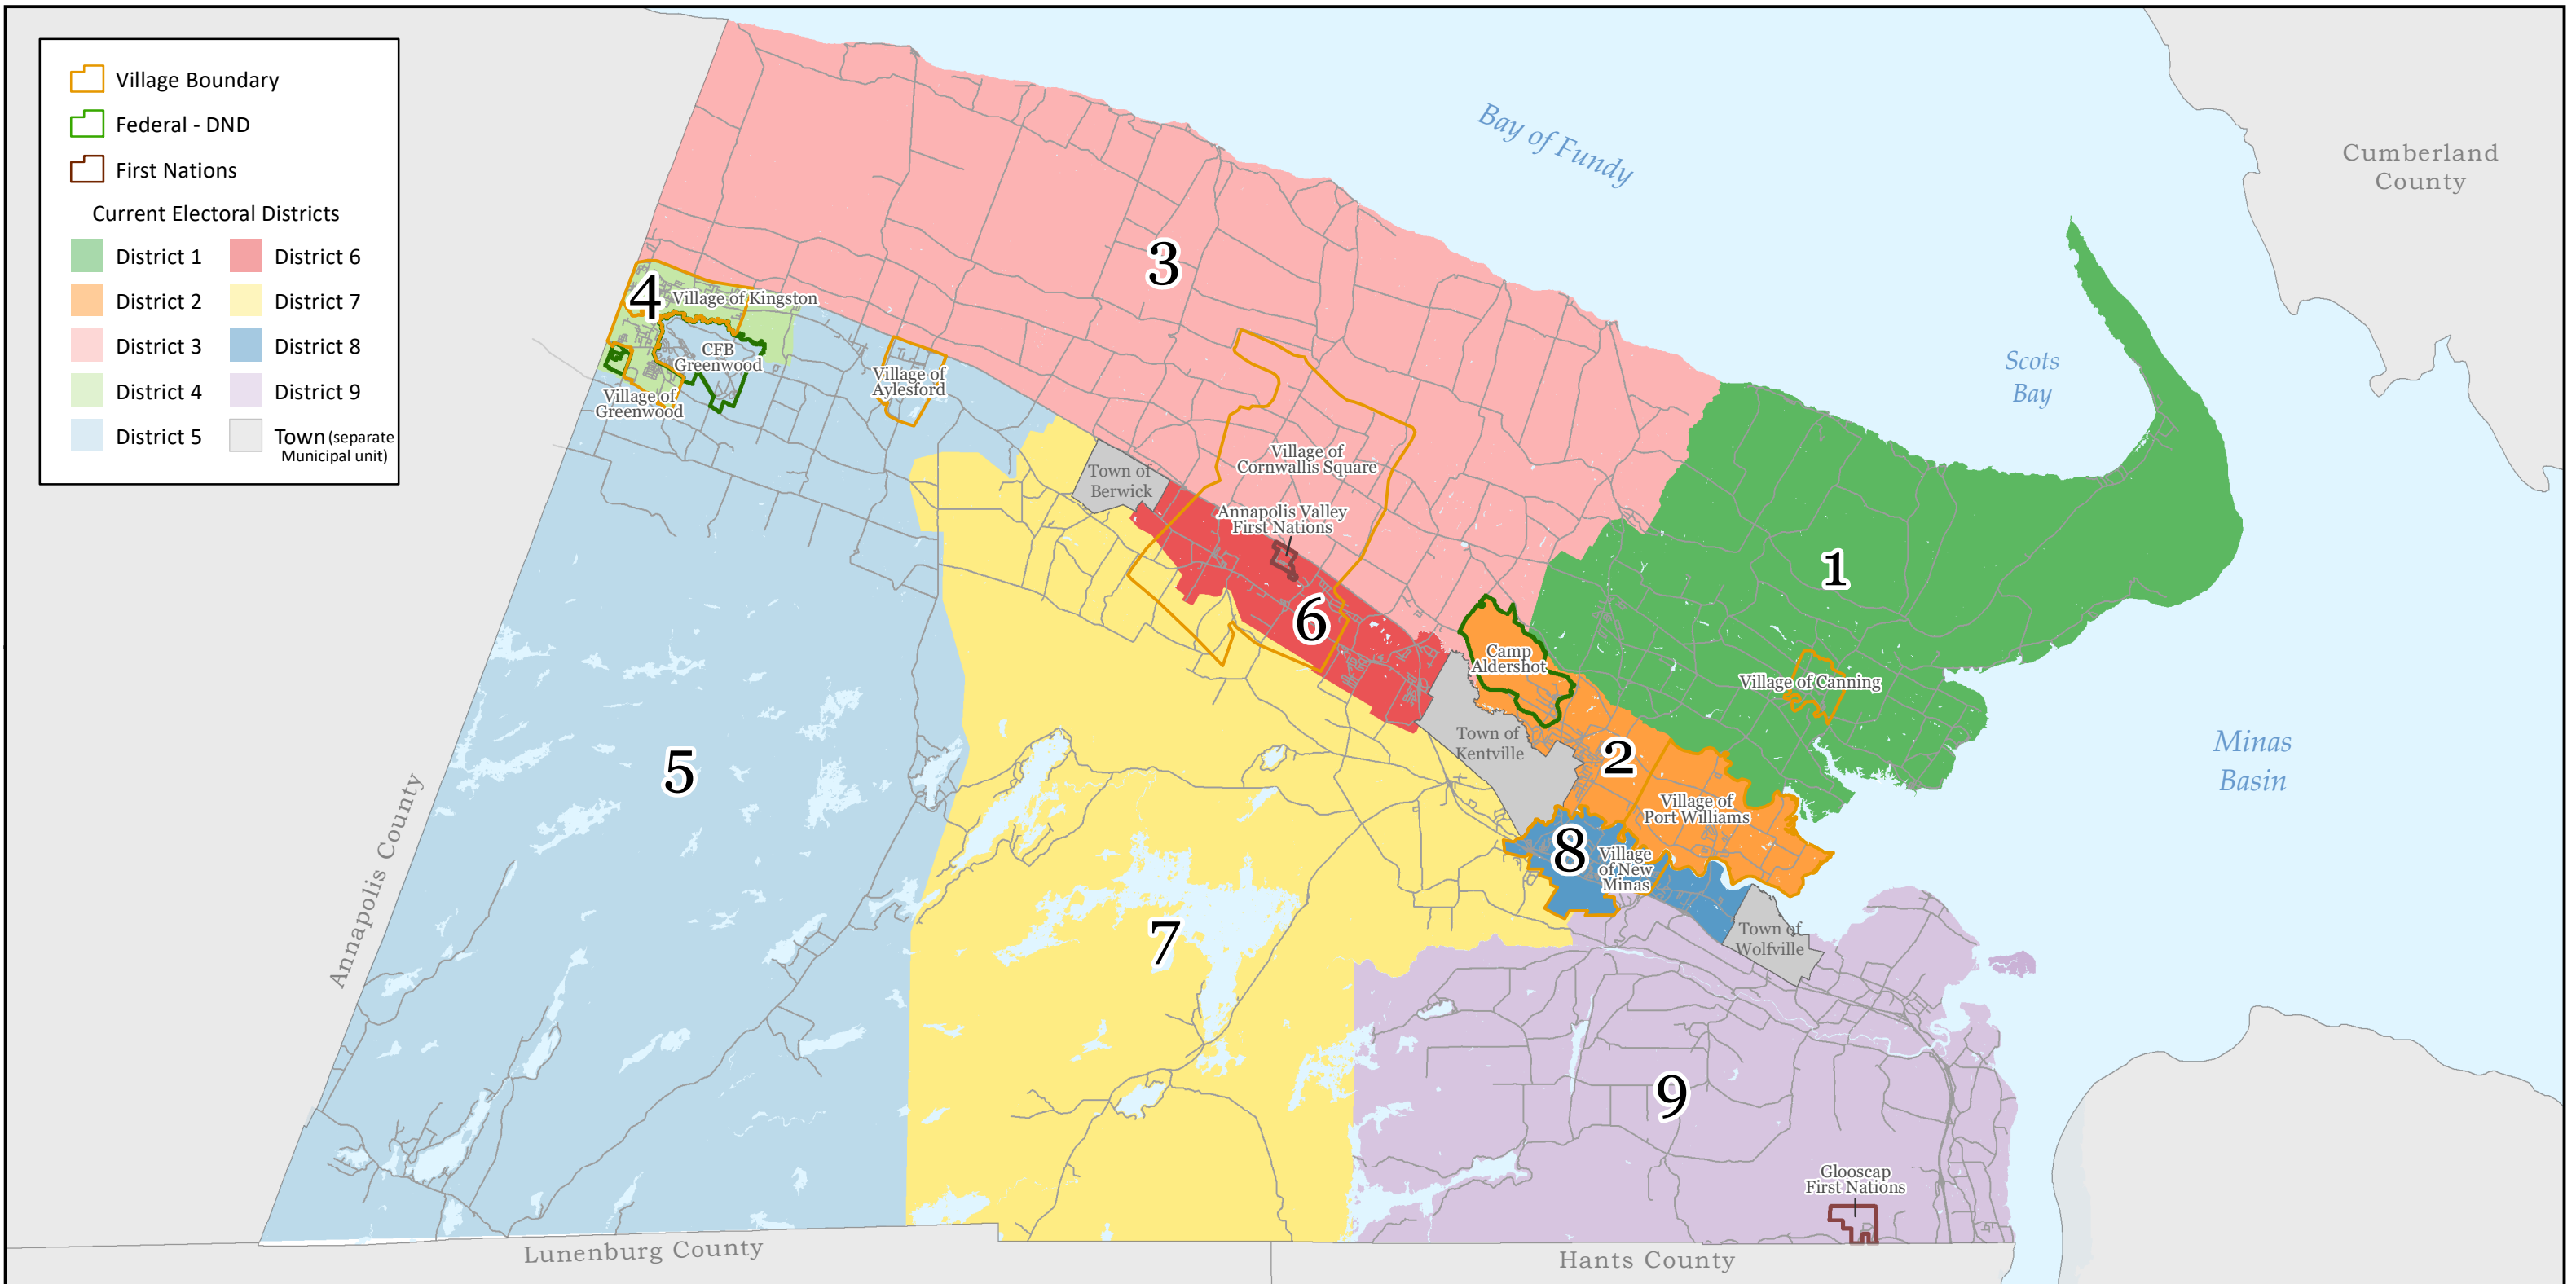 Village Boundary
Federal - DND
First Nations
Current Electoral Districts
District 1
District 6
District 2
District 7
District 3
District 8
District 4
District 9
District 5
Town (separate
Municipal unit)
Bay of Fundy
Cumberland
County
Scots
Bay
Minas
Basin
3
4
Village of Kingston
CFB
Greenwood
Village of
Greenwood
Village of
Aylesford
Town of
Berwick
Village of
Cornwallis Square
Annapolis Valley
First Nations
6
1
Camp
Aldershot
Village of Canning
Town of
Kentville
2
Village of
Port Williams
5
8
Village
of New
Minas
7
Town of
Wolfville
9
Glooscap
First Nations
Annapolis County
Lunenburg County
Hants County